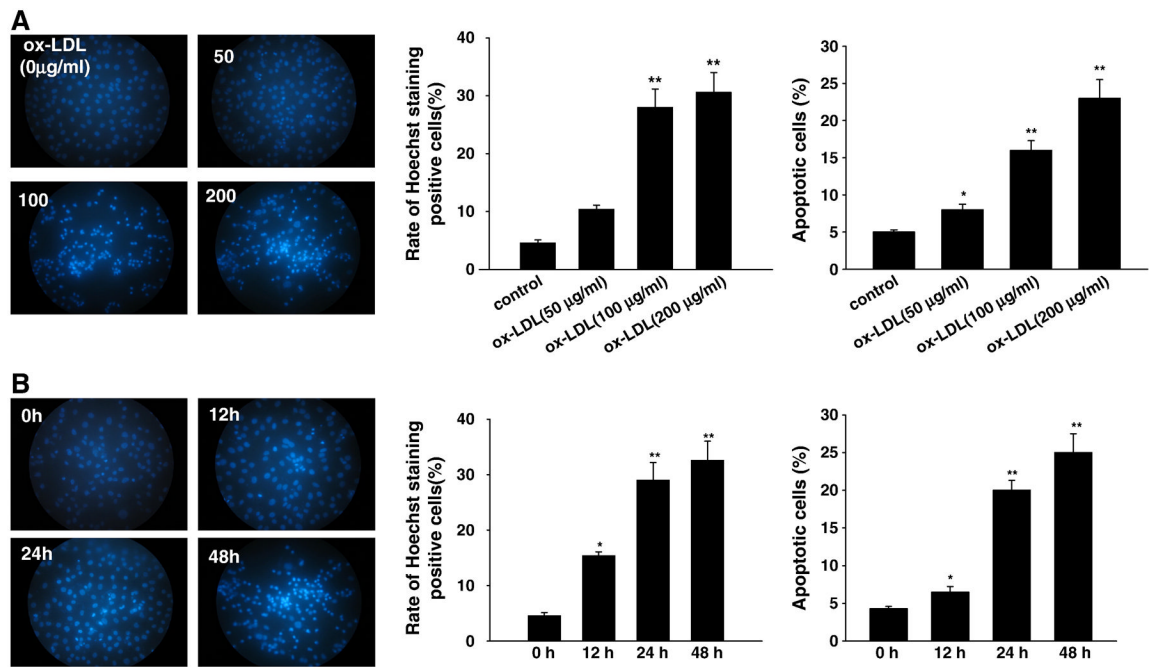 A
ox-LDL
(0μg/ml)
50
100
200
Rate of Hoechst staining
positive cells(%)
40
30
20
10
0
**
**
control
ox-LDL(50 μg/ml)
ox-LDL(100 μg/ml)
ox-LDL(200 μg/ml)
Apoptotic cells (%)
30
25
20
15
10
5
0
*
**
**
control
ox-LDL(50 μg/ml)
ox-LDL(100 μg/ml)
ox-LDL(200 μg/ml)
B
0h
12h
24h
48h
Rate of Hoechst staining
positive cells(%)
40
30
20
10
0
*
**
**
0 h 12 h 24 h 48 h
Apoptotic cells (%)
30
25
20
15
10
5
0
*
**
**
0 h 12 h 24 h 48 h